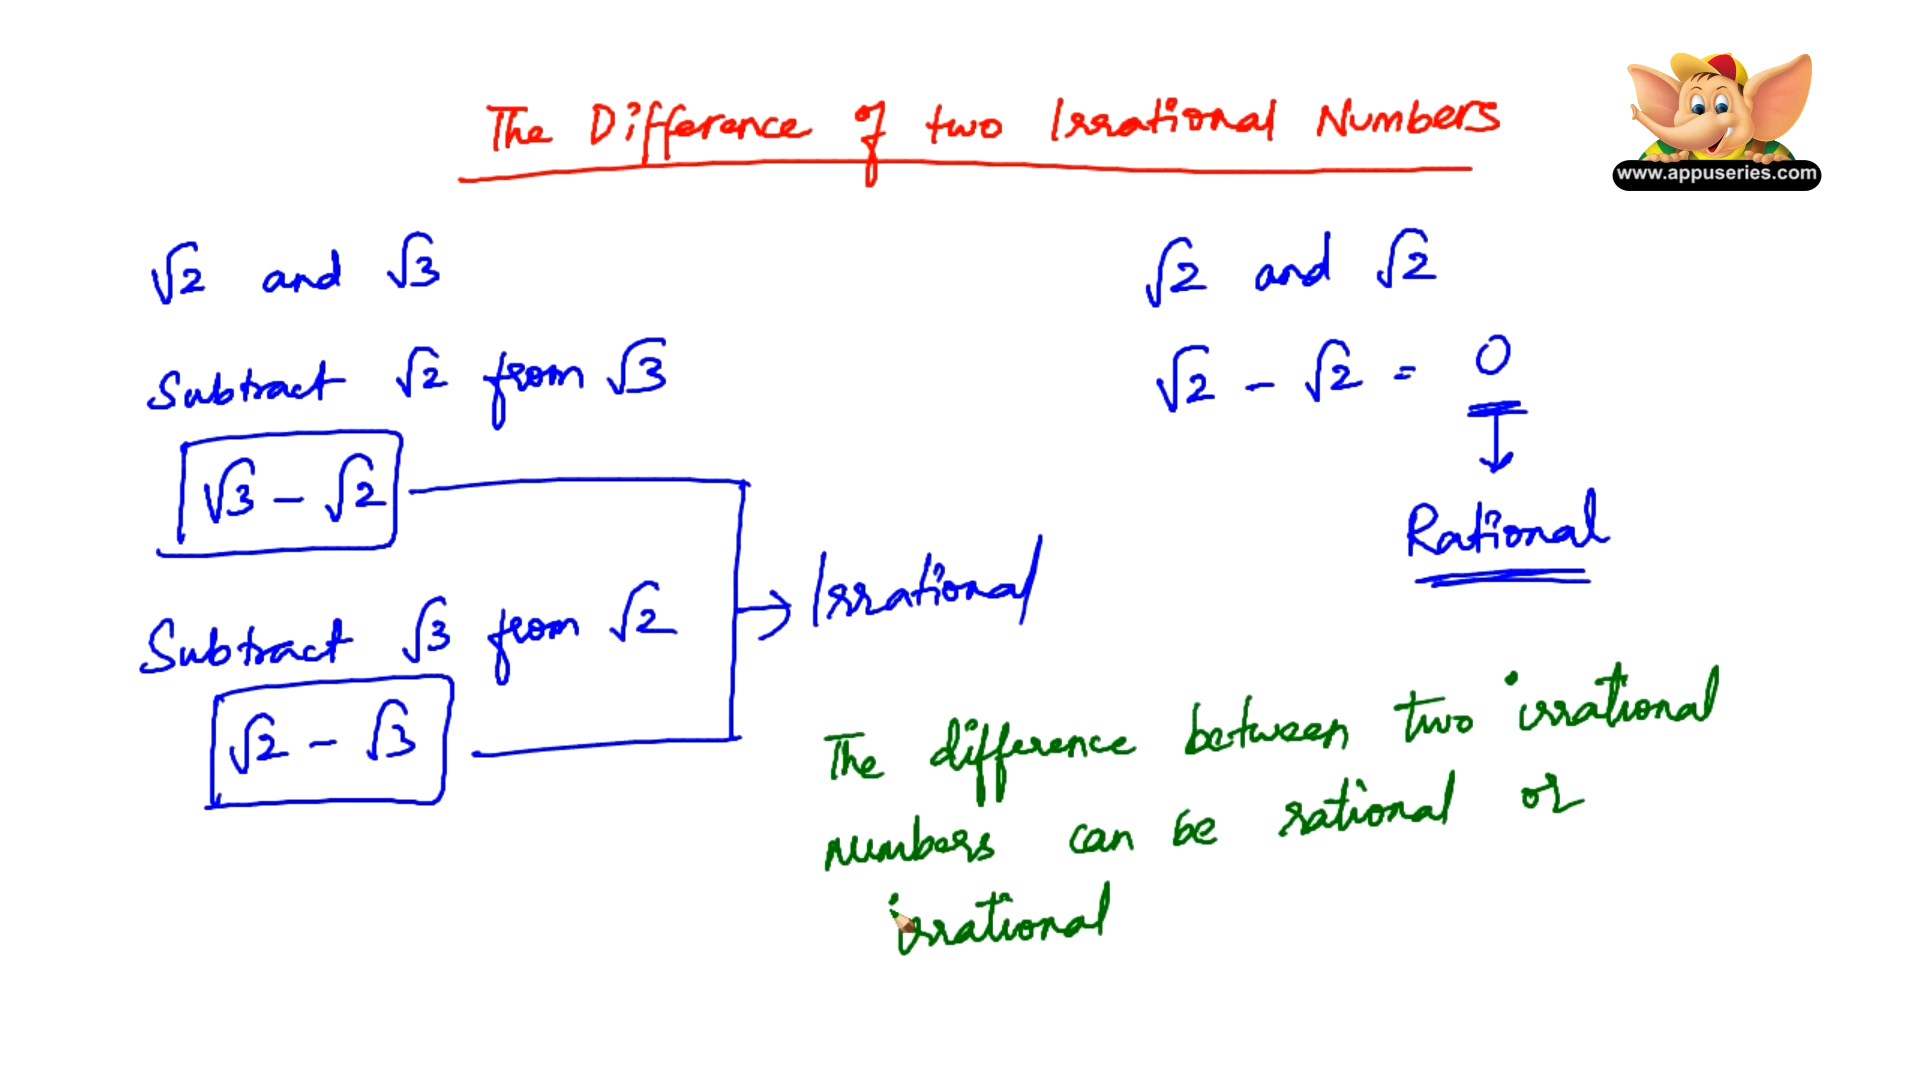 The Difference of two Irrational Numbers
www.appuseries.com
√2 and √3
Subtract √2 from √3
√3 - √2
Subtract √3 from √2
√2 - √3
Irrational
√2 and √2
√2 - √2 = 0
Rational
The difference between two irrational
numbers can be rational or
irrational